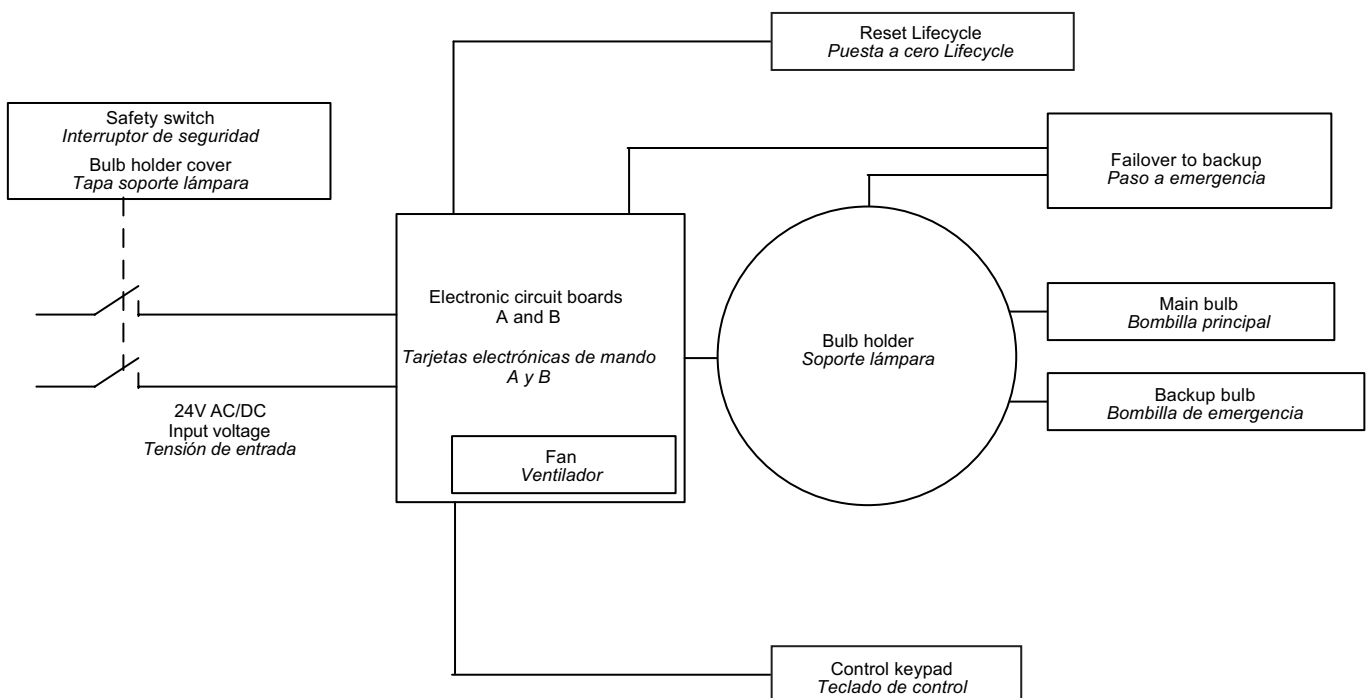 Reset Lifecycle
Puesta a cero Lifecycle
Safety switch
Interruptor de seguridad
Bulb holder cover
Tapa soporte lámpara
Failover to backup
Paso a emergencia
Electronic circuit boards
A and B
Tarjetas electrónicas de mando
A y B
Main bulb
Bombilla principal
Bulb holder
Soporte lámpara
Backup bulb
Bombilla de emergencia
24V AC/DC
Input voltage
Tensión de entrada
Fan
Ventilador
Control keypad
Teclado de control